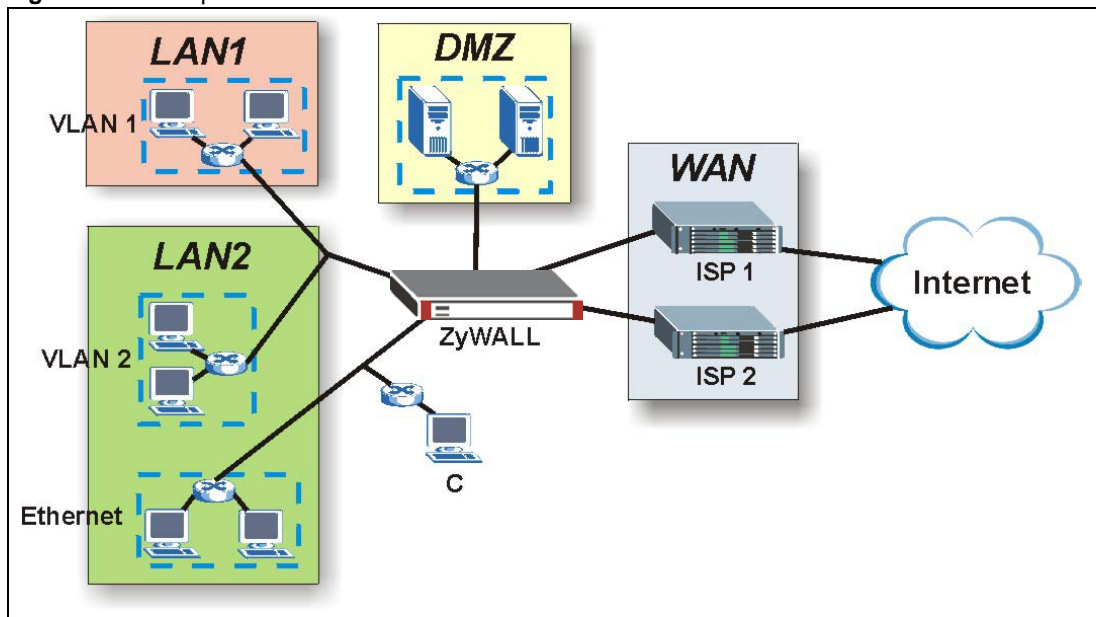 LAN1
VLAN 1
DMZ
WAN
ISP 1
ISP 2
Internet
ZyWALL
LAN2
VLAN 2
Ethernet
C